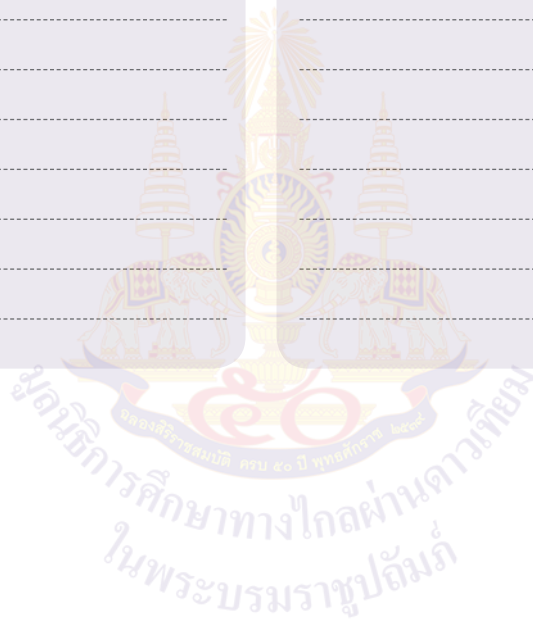 ฉลองสิริราชสมบัติ ครบ ๕๐ ปี พุทธศักราช ๒๕๓๙
๕๐
มูลนิธิการศึกษาทางไกลผ่านดาวเทียม
ในพระบรมราชูปถัมภ์